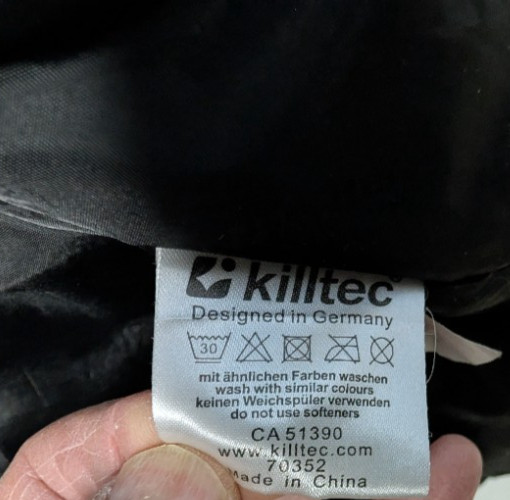 killtec
Designed in Germany
30
mit ähnlichen Farben waschen
wash with similar colours
keinen Weichspüler verwenden
do not use softeners
CA 51390
www.killtec.com
70352
Made in China